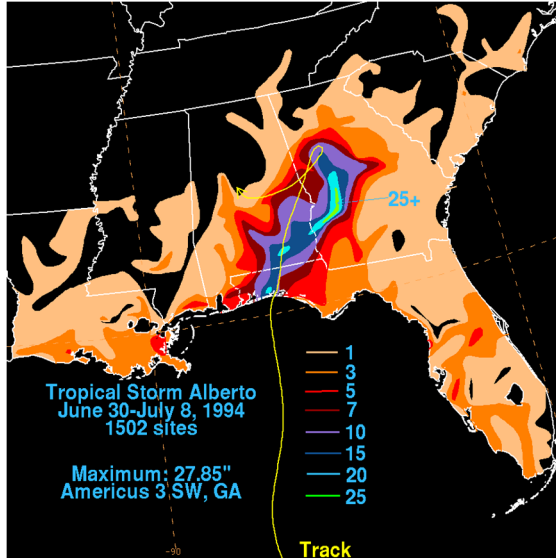 25+
Tropical Storm Alberto
June 30-July 8, 1994
1502 sites
Maximum: 27.85"
Americus 3 SW, GA
1
3
5
7
10
15
20
25
-90
Track